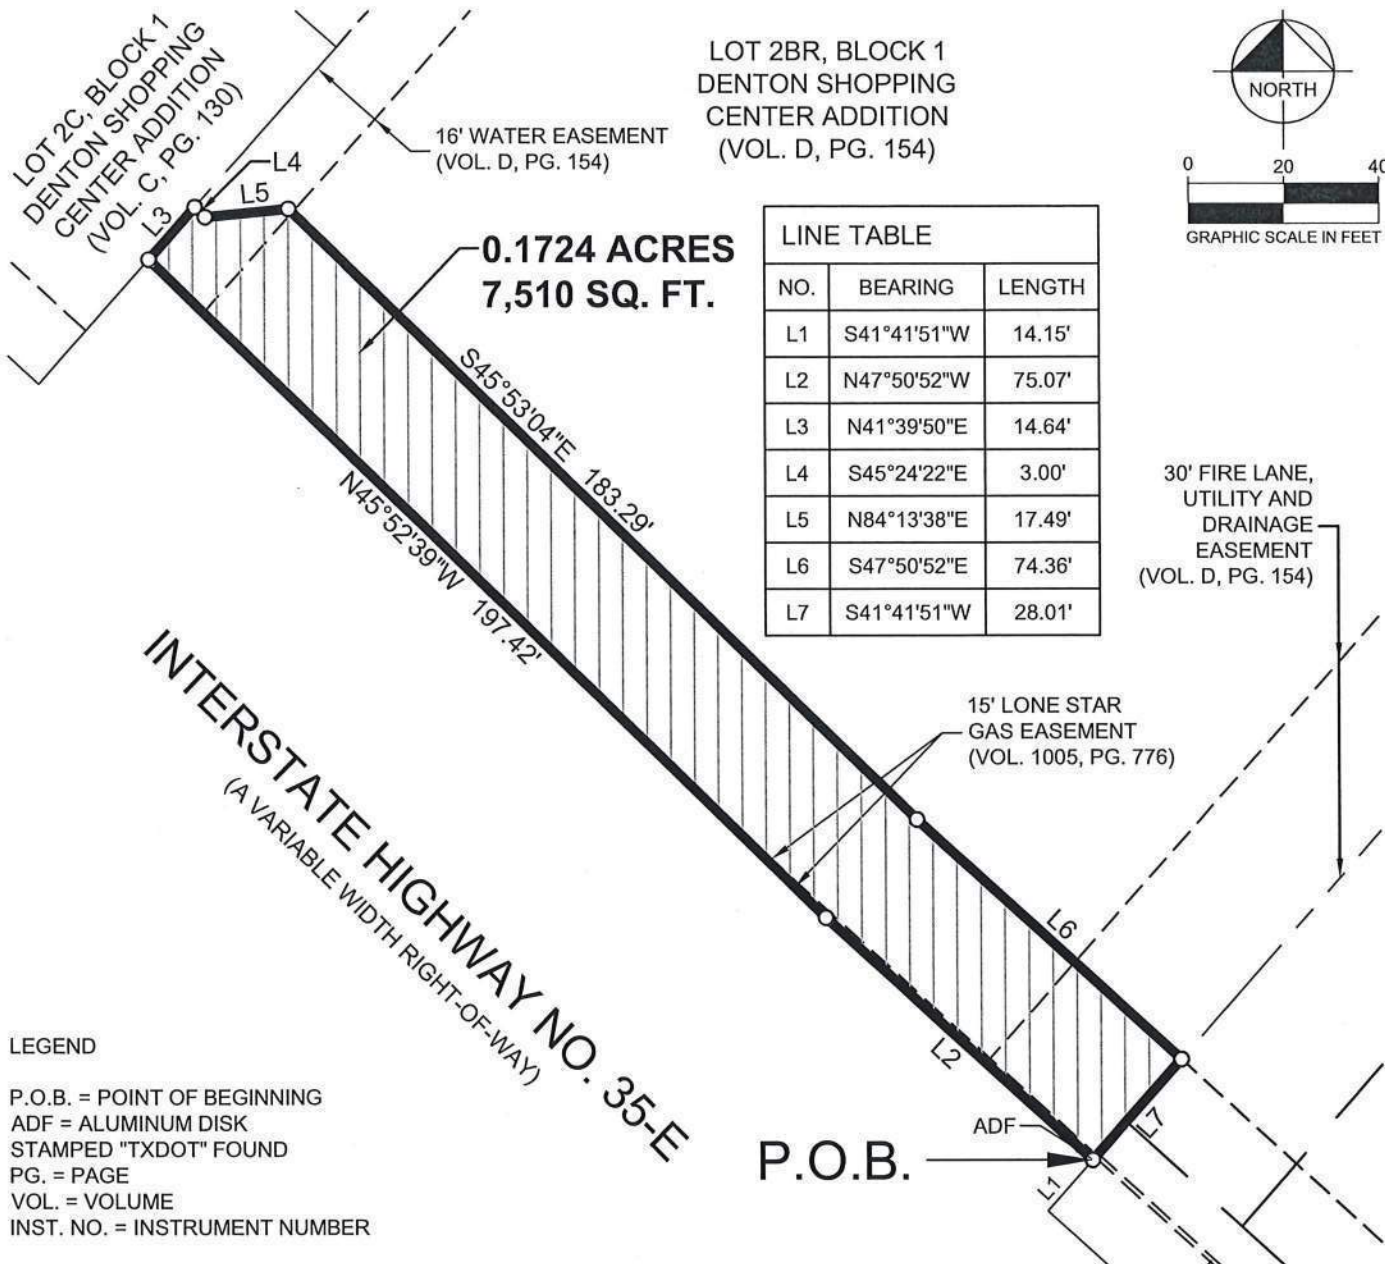 LOT 2C, BLOCK 1
DENTON SHOPPING
CENTER ADDITION
(VOL. C, PG. 130)
16' WATER EASEMENT
(VOL. D, PG. 154)
LOT 2BR, BLOCK 1
DENTON SHOPPING
CENTER ADDITION
(VOL. D, PG. 154)
NORTH
0 20 40
GRAPHIC SCALE IN FEET
L3
L4
L5
0.1724 ACRES
7,510 SQ. FT.
LINE TABLE
NO. BEARING LENGTH
L1 S41°41'51"W 14.15'
L2 N47°50'52"W 75.07'
L3 N41°39'50"E 14.64'
L4 S45°24'22"E 3.00'
L5 N84°13'38"E 17.49'
L6 S47°50'52"E 74.36'
L7 S41°41'51"W 28.01'
S45°53'04"E 183.29'
N45°52'39"W 197.42'
30' FIRE LANE,
UTILITY AND
DRAINAGE
EASEMENT
(VOL. D, PG. 154)
15' LONE STAR
GAS EASEMENT
(VOL. 1005, PG. 776)
INTERSTATE HIGHWAY NO. 35-E
(A VARIABLE WIDTH RIGHT-OF-WAY)
L6
L2
L7
L1
ADF
P.O.B.
LEGEND
P.O.B. = POINT OF BEGINNING
ADF = ALUMINUM DISK
STAMPED "TXDOT" FOUND
PG. = PAGE
VOL. = VOLUME
INST. NO. = INSTRUMENT NUMBER